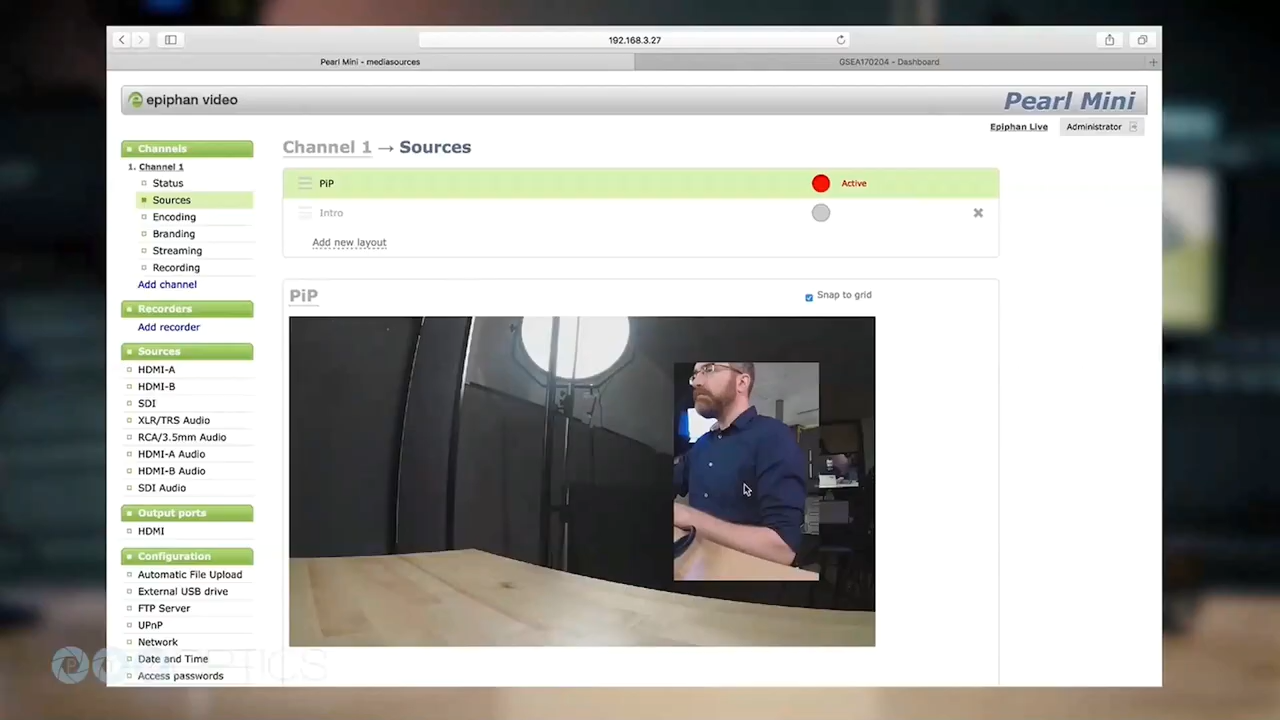 192.168.3.27
Pearl Mini - mediasources
GSEA170204 - Dashboard
epiphan video
Pearl Mini
Epiphan Live
Administrator
Channels
1. Channel 1
Status
Sources
Encoding
Branding
Streaming
Recording
Add channel
Recorders
Add recorder
Sources
HDMI-A
HDMI-B
SDI
XLR/TRS Audio
RCA/3.5mm Audio
HDMI-A Audio
HDMI-B Audio
SDI Audio
Output ports
HDMI
Configuration
Automatic File Upload
External USB drive
FTP Server
UPnP
Network
Date and Time
Access passwords
Channel 1 → Sources
PiP
Active
Intro
Add new layout
PiP
Snap to grid